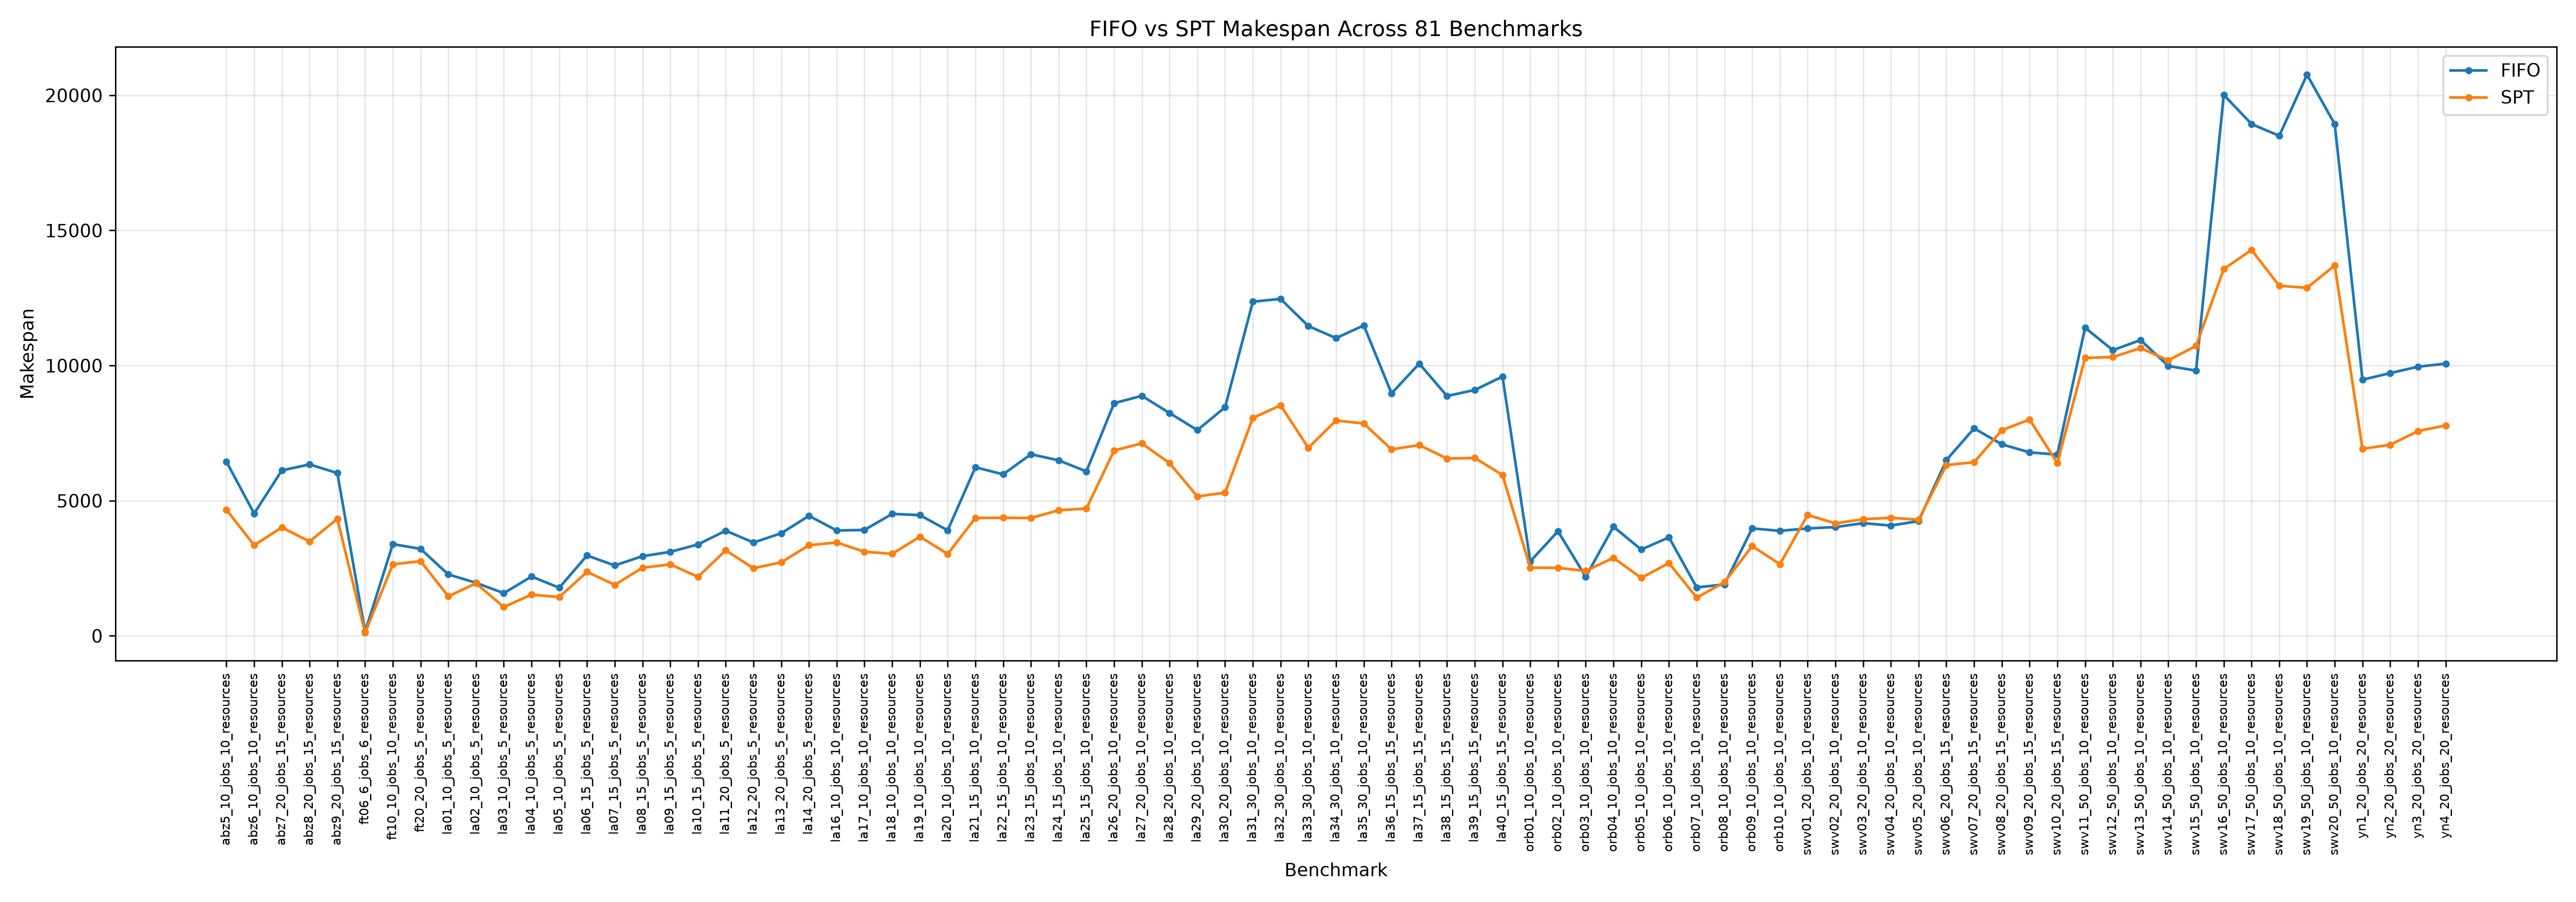 FIFO vs SPT Makespan Across 81 Benchmarks
FIFO
SPT
20000
15000
10000
5000
0
Makespan
abz5_10_jobs_10_resources
abz6_10_jobs_10_resources
abz7_20_jobs_15_resources
abz8_20_jobs_15_resources
abz9_20_jobs_15_resources
ft06_6_jobs_6_resources
ft10_10_jobs_10_resources
ft20_20_jobs_5_resources
la01_10_jobs_5_resources
la02_10_jobs_5_resources
la03_10_jobs_5_resources
la04_10_jobs_5_resources
la05_10_jobs_5_resources
la06_15_jobs_5_resources
la07_15_jobs_5_resources
la08_15_jobs_5_resources
la09_15_jobs_5_resources
la10_15_jobs_5_resources
la11_20_jobs_5_resources
la12_20_jobs_5_resources
la13_20_jobs_5_resources
la14_20_jobs_5_resources
la16_10_jobs_10_resources
la17_10_jobs_10_resources
la18_10_jobs_10_resources
la19_10_jobs_10_resources
la20_10_jobs_10_resources
la21_15_jobs_10_resources
la22_15_jobs_10_resources
la23_15_jobs_10_resources
la24_15_jobs_10_resources
la25_15_jobs_10_resources
la26_20_jobs_10_resources
la27_20_jobs_10_resources
la28_20_jobs_10_resources
la29_20_jobs_10_resources
la30_20_jobs_10_resources
la31_30_jobs_10_resources
la32_30_jobs_10_resources
la33_30_jobs_10_resources
la34_30_jobs_10_resources
la35_30_jobs_10_resources
la36_15_jobs_15_resources
la37_15_jobs_15_resources
la38_15_jobs_15_resources
la39_15_jobs_15_resources
la40_15_jobs_15_resources
orb01_10_jobs_10_resources
orb02_10_jobs_10_resources
orb03_10_jobs_10_resources
orb04_10_jobs_10_resources
orb05_10_jobs_10_resources
orb06_10_jobs_10_resources
orb07_10_jobs_10_resources
orb08_10_jobs_10_resources
orb09_10_jobs_10_resources
orb10_10_jobs_10_resources
swv01_20_jobs_10_resources
swv02_20_jobs_10_resources
swv03_20_jobs_10_resources
swv04_20_jobs_10_resources
swv05_20_jobs_10_resources
swv06_20_jobs_15_resources
swv07_20_jobs_15_resources
swv08_20_jobs_15_resources
swv09_20_jobs_15_resources
swv10_20_jobs_15_resources
swv11_50_jobs_10_resources
swv12_50_jobs_10_resources
swv13_50_jobs_10_resources
swv14_50_jobs_10_resources
swv15_50_jobs_10_resources
swv16_50_jobs_10_resources
swv17_50_jobs_10_resources
swv18_50_jobs_10_resources
swv19_50_jobs_10_resources
swv20_50_jobs_10_resources
yn1_20_jobs_20_resources
yn2_20_jobs_20_resources
yn3_20_jobs_20_resources
yn4_20_jobs_20_resources
Benchmark